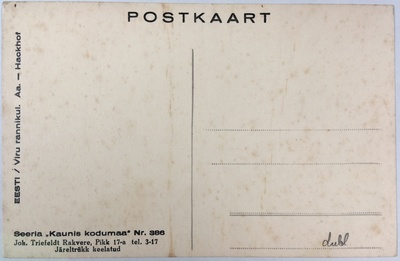 POSTKAART
EESTI / Viru rannikul. Aa. — Hackhof
Seeria „Kaunis kodumaa" Nr. 386
Joh. Triefeldt Rakvere, Pikk 17-a tel. 3-17
Järeltrükk keelatud
dubl